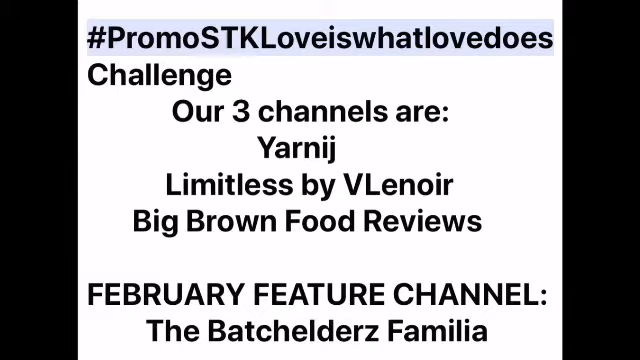 #PromoSTKLoveiswhatlovedoes
Challenge
Our 3 channels are:
Yarnij
Limitless by VLenoir
Big Brown Food Reviews
FEBRUARY FEATURE CHANNEL:
The Batchelderz Familia